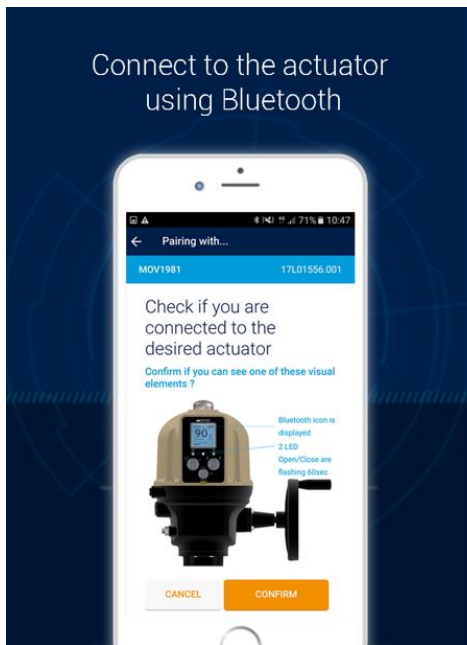 Connect to the actuator
using Bluetooth
71% 10:47
Pairing with...
MOV1981 17L01556.001
Check if you are
connected to the
desired actuator
Confirm if you can see one of these visual
elements ?
Bluetooth icon is
displayed
2 LED
Open/Close are
flashing 60sec
90
CANCEL CONFIRM